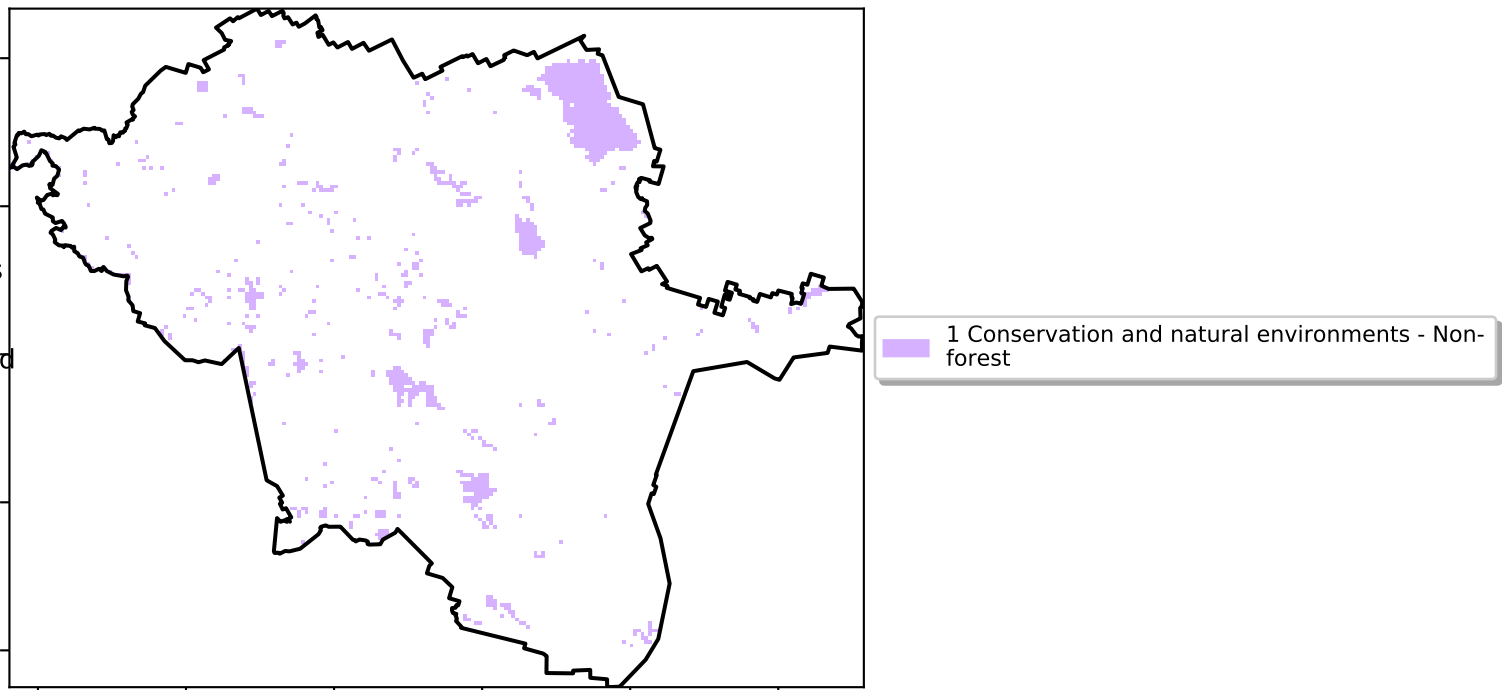 1 Conservation and natural environments - Non-
forest